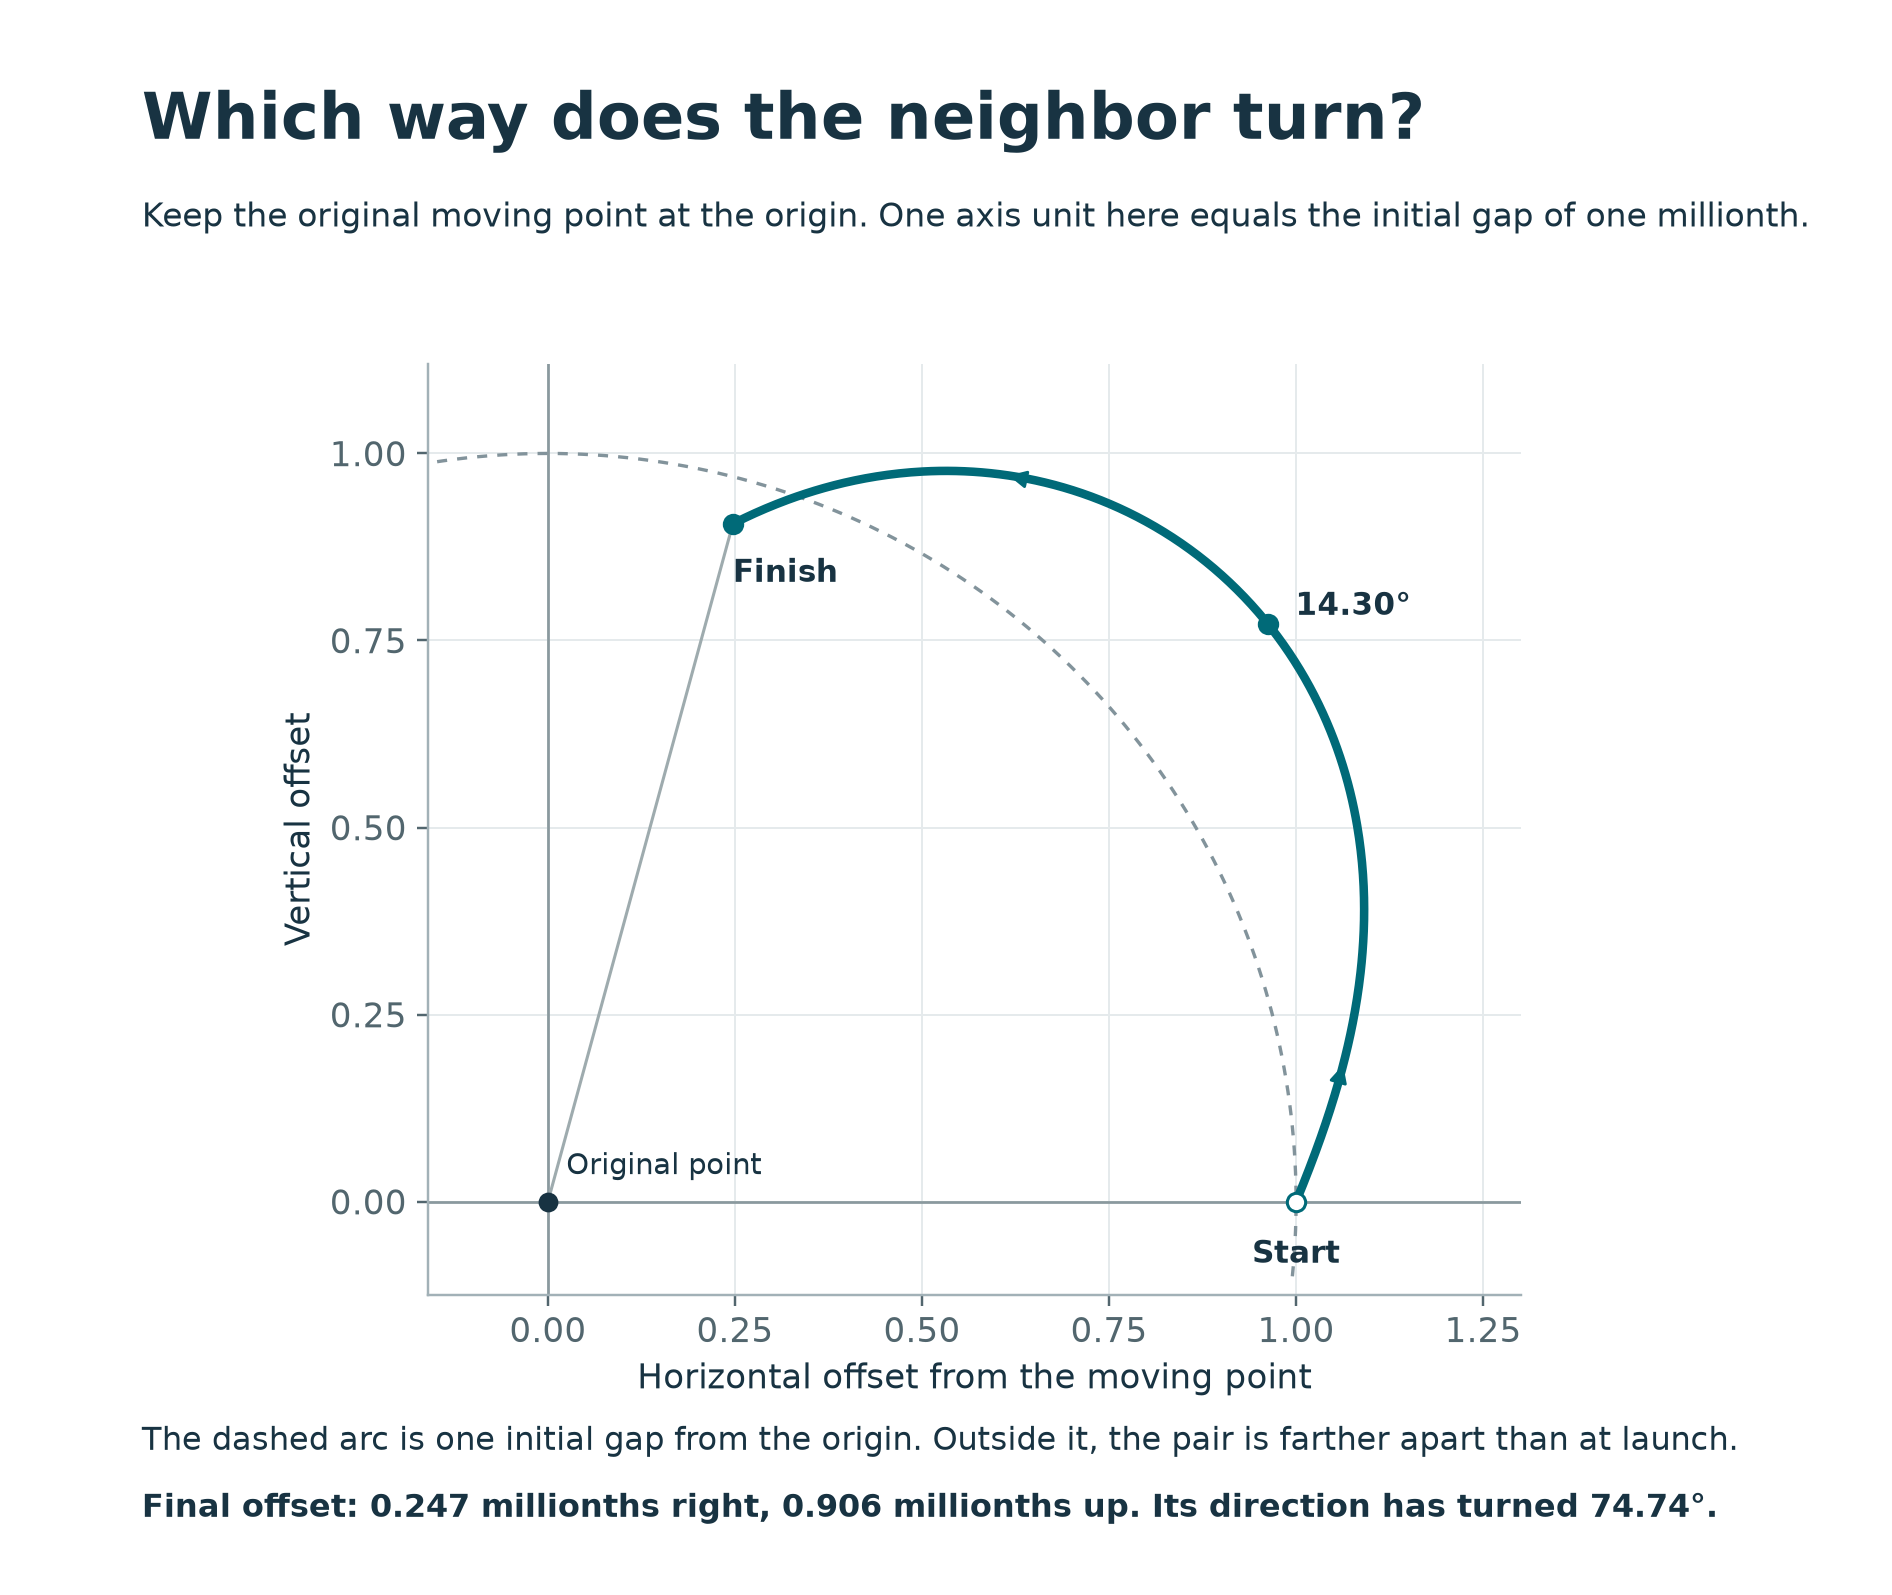 Which way does the neighbor turn?
Keep the original moving point at the origin. One axis unit here equals the initial gap of one millionth.
1.00
0.75
0.50
0.25
0.00
Vertical offset
Finish
14.30°
Original point
Start
0.00 0.25 0.50 0.75 1.00 1.25
Horizontal offset from the moving point
The dashed arc is one initial gap from the origin. Outside it, the pair is farther apart than at launch.
Final offset: 0.247 millionths right, 0.906 millionths up. Its direction has turned 74.74°.